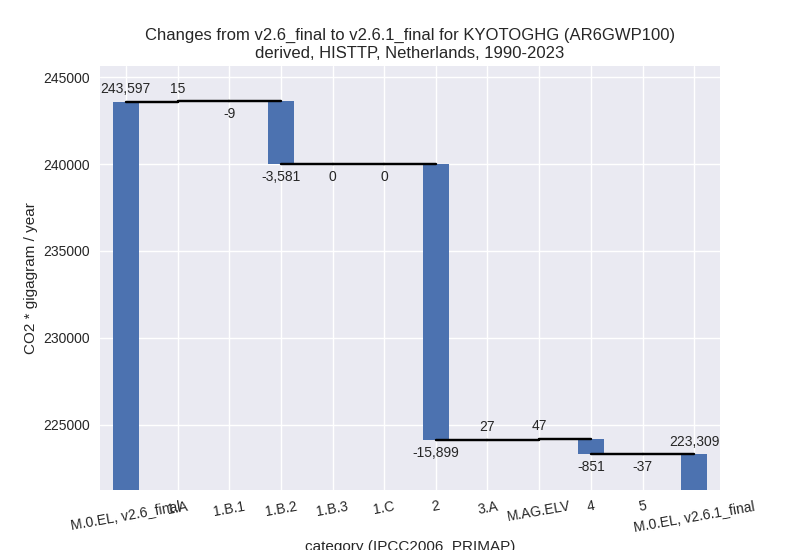 Changes from v2.6_final to v2.6.1_final for KYOTOGHG (AR6GWP100)
derived, HISTTP, Netherlands, 1990-2023
CO2 * gigagram / year
245000
240000
235000
230000
225000
243,597
15
-9
-3,581
0
0
-15,899
27
47
-851
-37
223,309
M.0.EL, v2.6_final
1.A
1.B.1
1.B.2
1.B.3
1.C
2
3.A
M.AG.ELV
4
5
M.0.EL, v2.6.1_final
category (IPCC2006_PRIMAP)